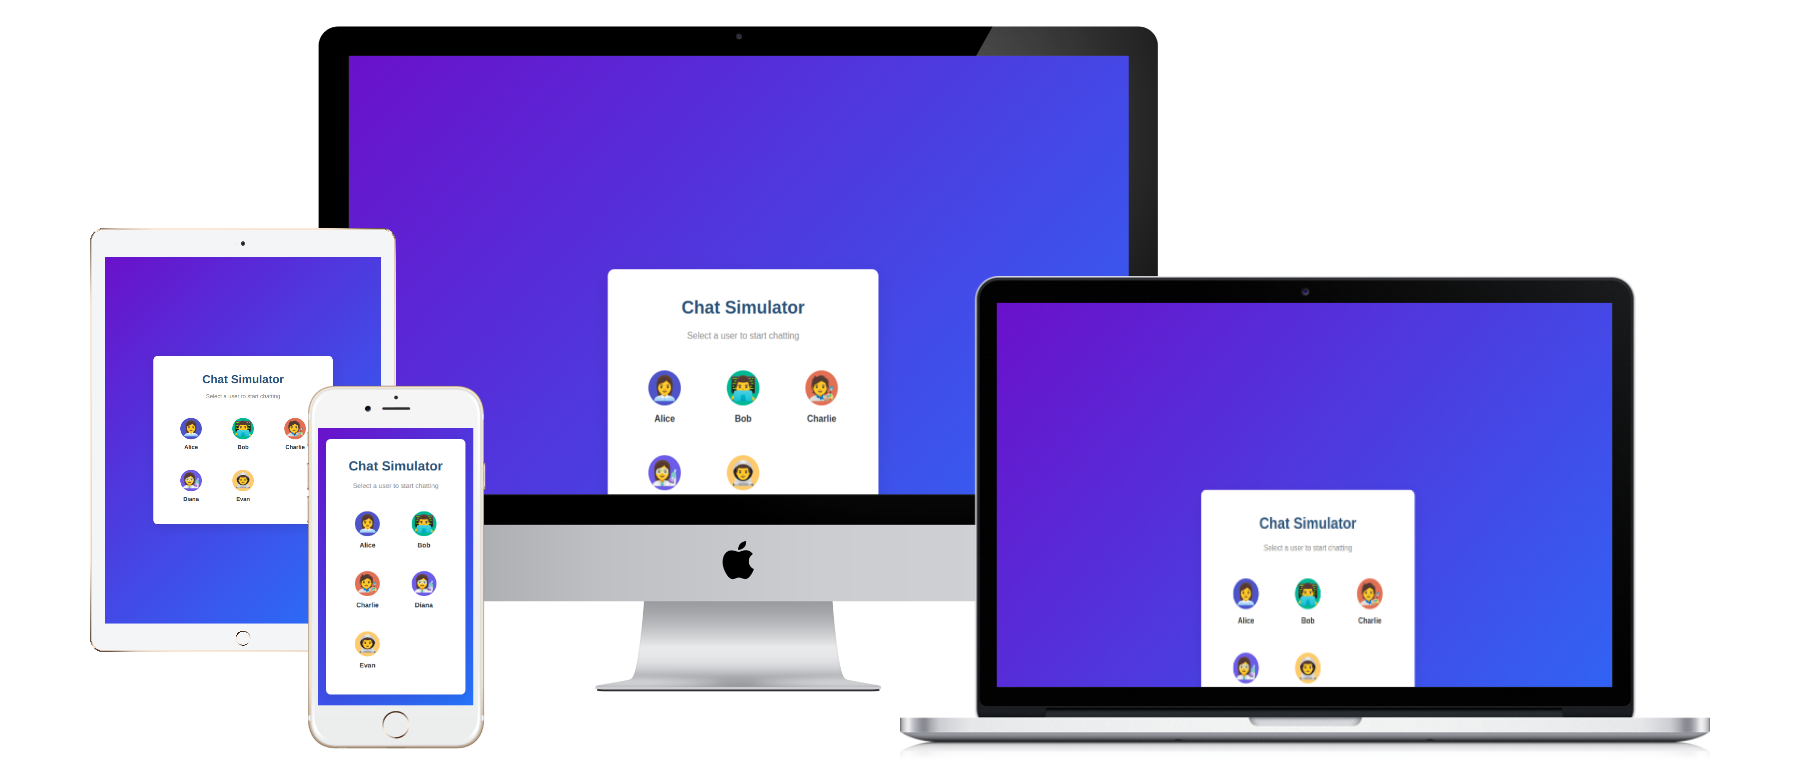 Chat Simulator
Select a user to start chatting
Alice Bob Charlie
Chat Simulator
Select a user to start chatting
Alice Bob Charlie
Diana Evan
Chat Simulator
Select a user to start chatting
Alice Bob
Charlie Diana
Evan
Chat Simulator
Select a user to start chatting
Alice Bob Charlie